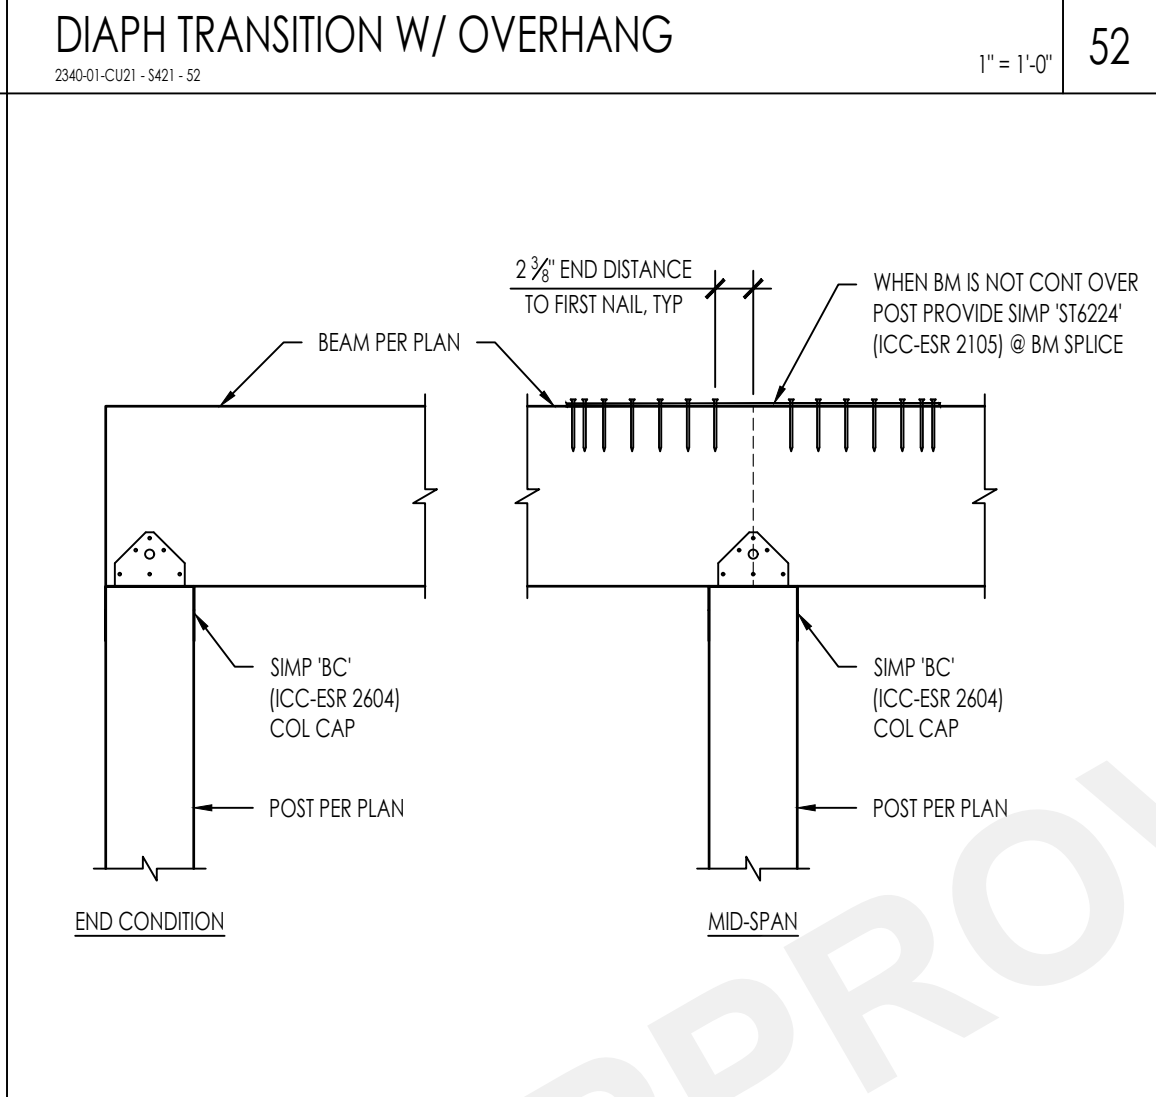 DIAPH TRANSITION W/ OVERHANG
2340-01-CU21 - S421 - 52
1" = 1'-0"
52
2 3/8" END DISTANCE
TO FIRST NAIL, TYP
WHEN BM IS NOT CONT OVER
POST PROVIDE SIMP 'ST6224'
(ICC-ESR 2105) @ BM SPLICE
BEAM PER PLAN
SIMP 'BC'
(ICC-ESR 2604)
COL CAP
SIMP 'BC'
(ICC-ESR 2604)
COL CAP
POST PER PLAN
POST PER PLAN
END CONDITION
MID-SPAN
PPROV